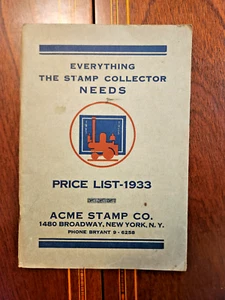 EVERYTHING
THE STAMP COLLECTOR
NEEDS
PRICE LIST-1933
ACME STAMP CO.
1480 BROADWAY, NEW YORK, N. Y.
PHONE BRYANT 9 - 6258